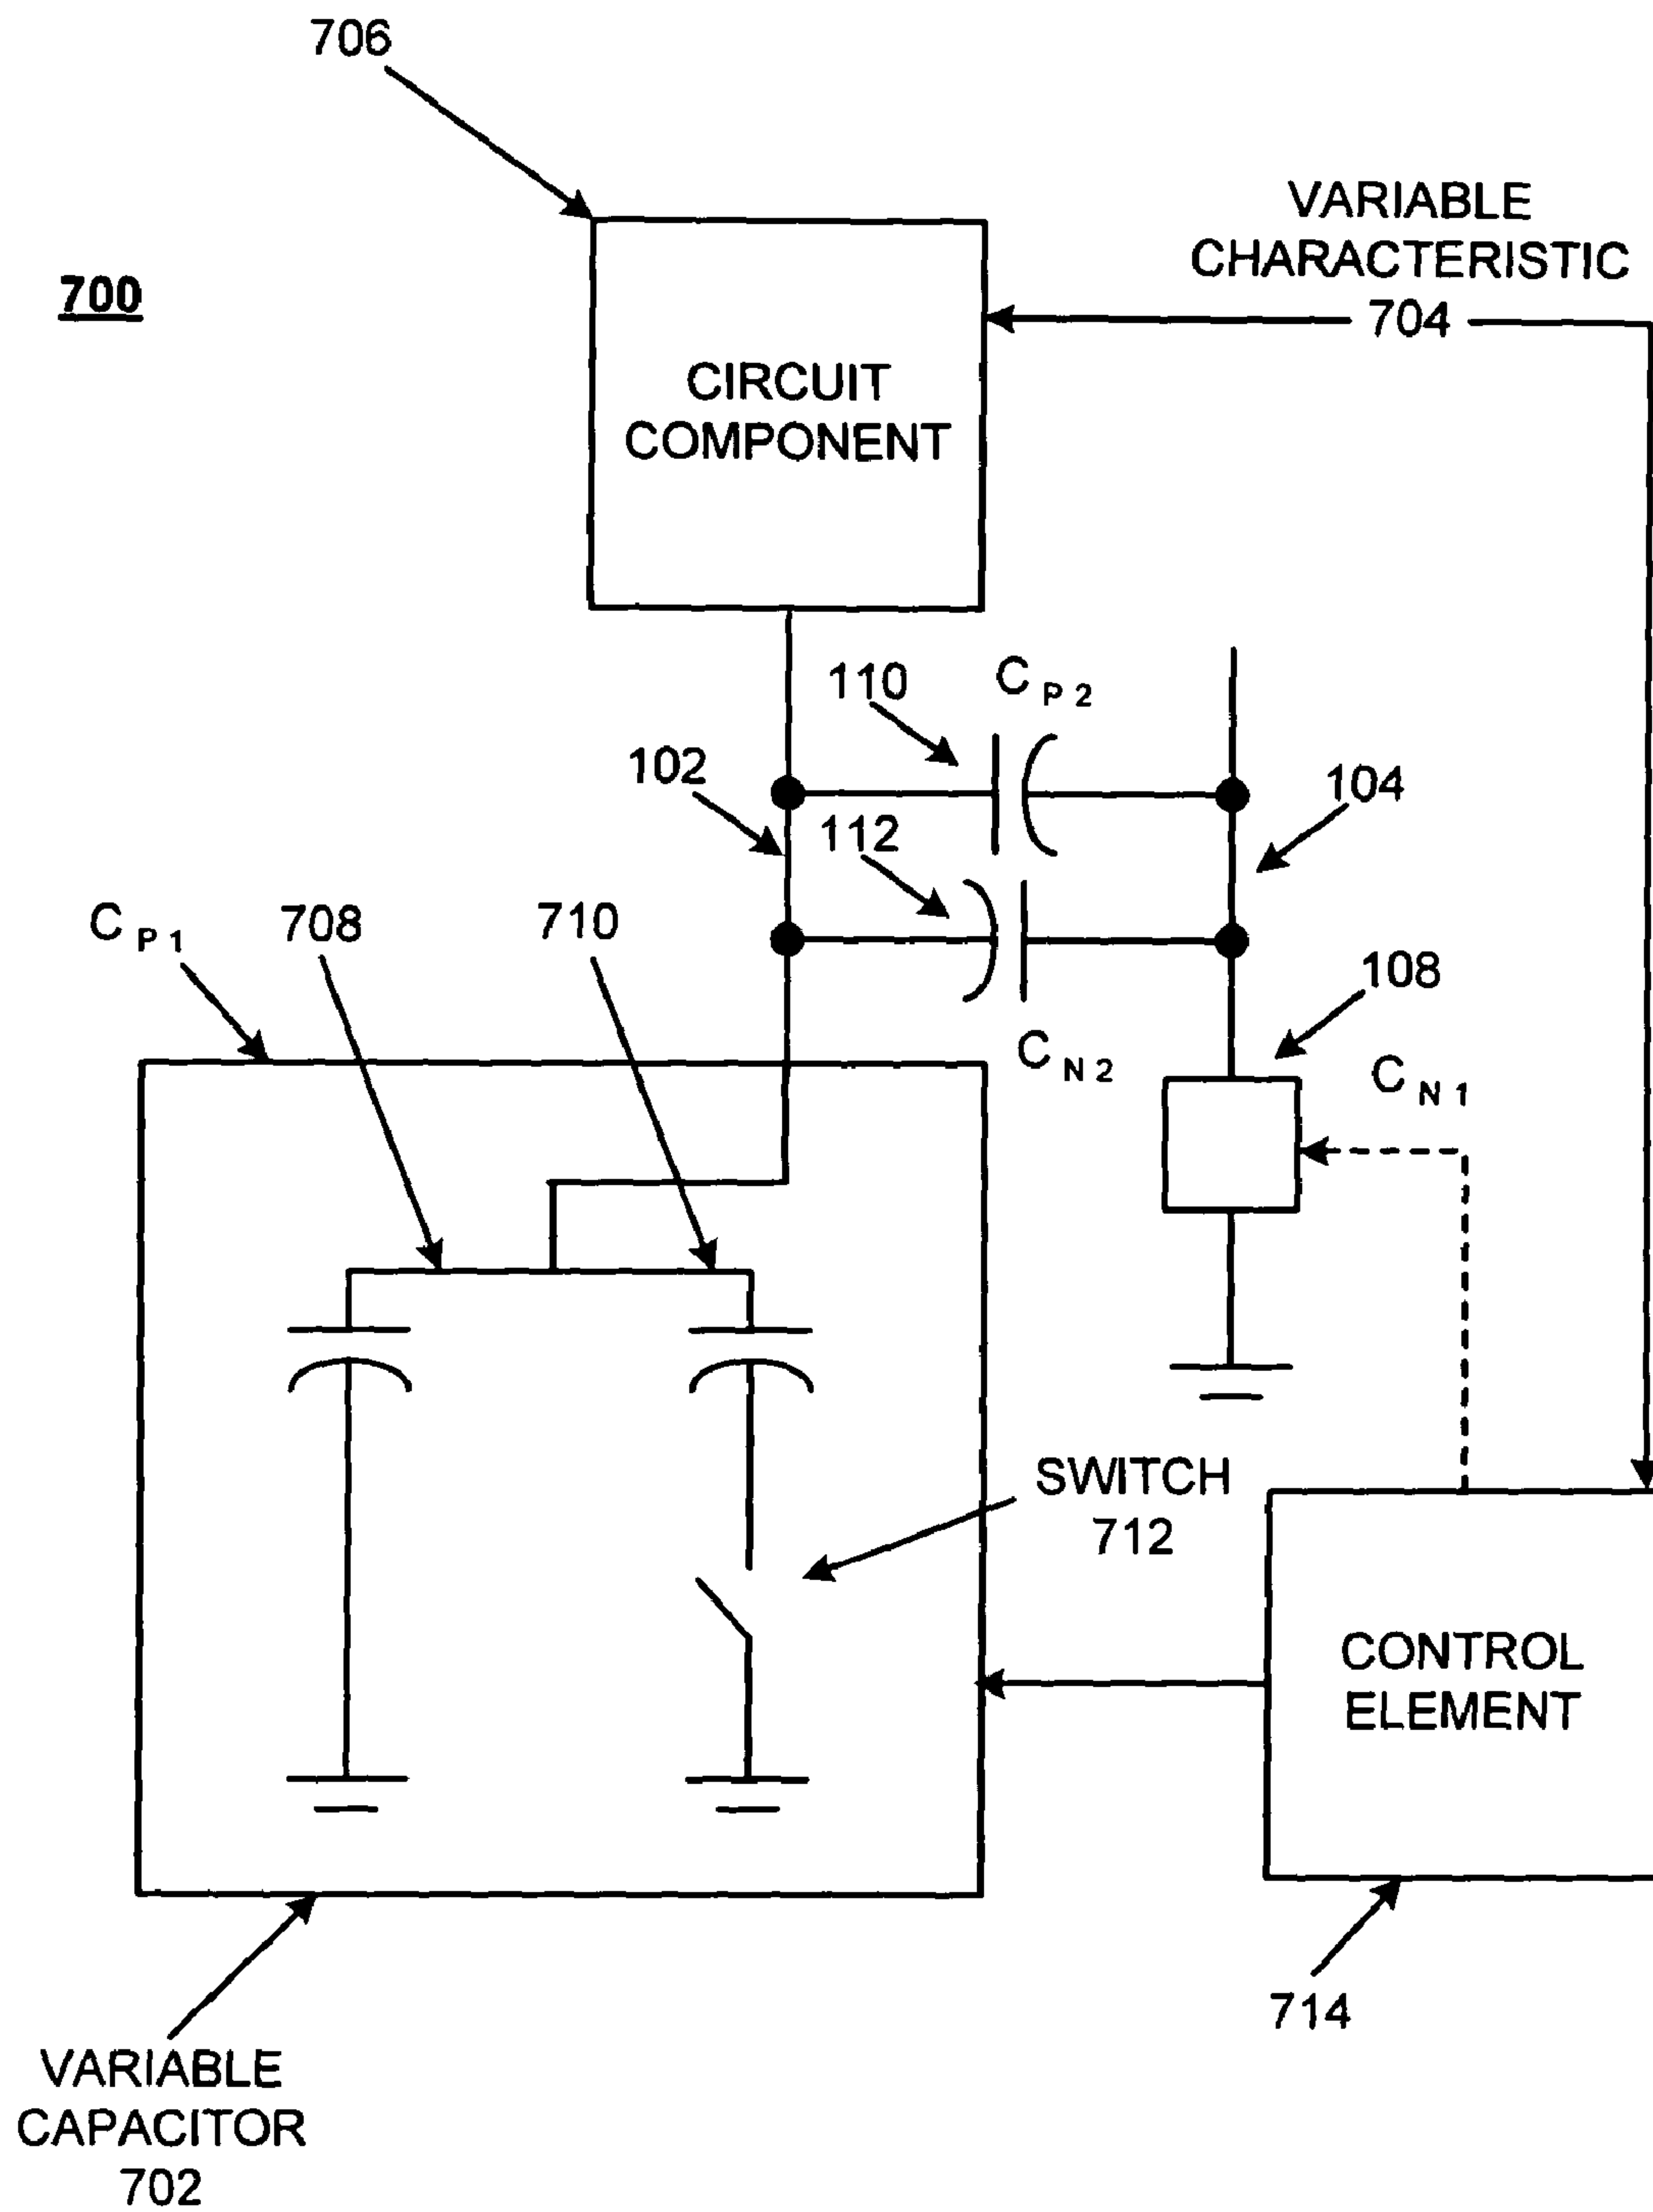 706
700
VARIABLE
CHARACTERISTIC
704
CIRCUIT
COMPONENT
110
C P 2
102
104
112
C P 1
708
710
108
C N 2
C N 1
SWITCH
712
CONTROL
ELEMENT
714
VARIABLE
CAPACITOR
702